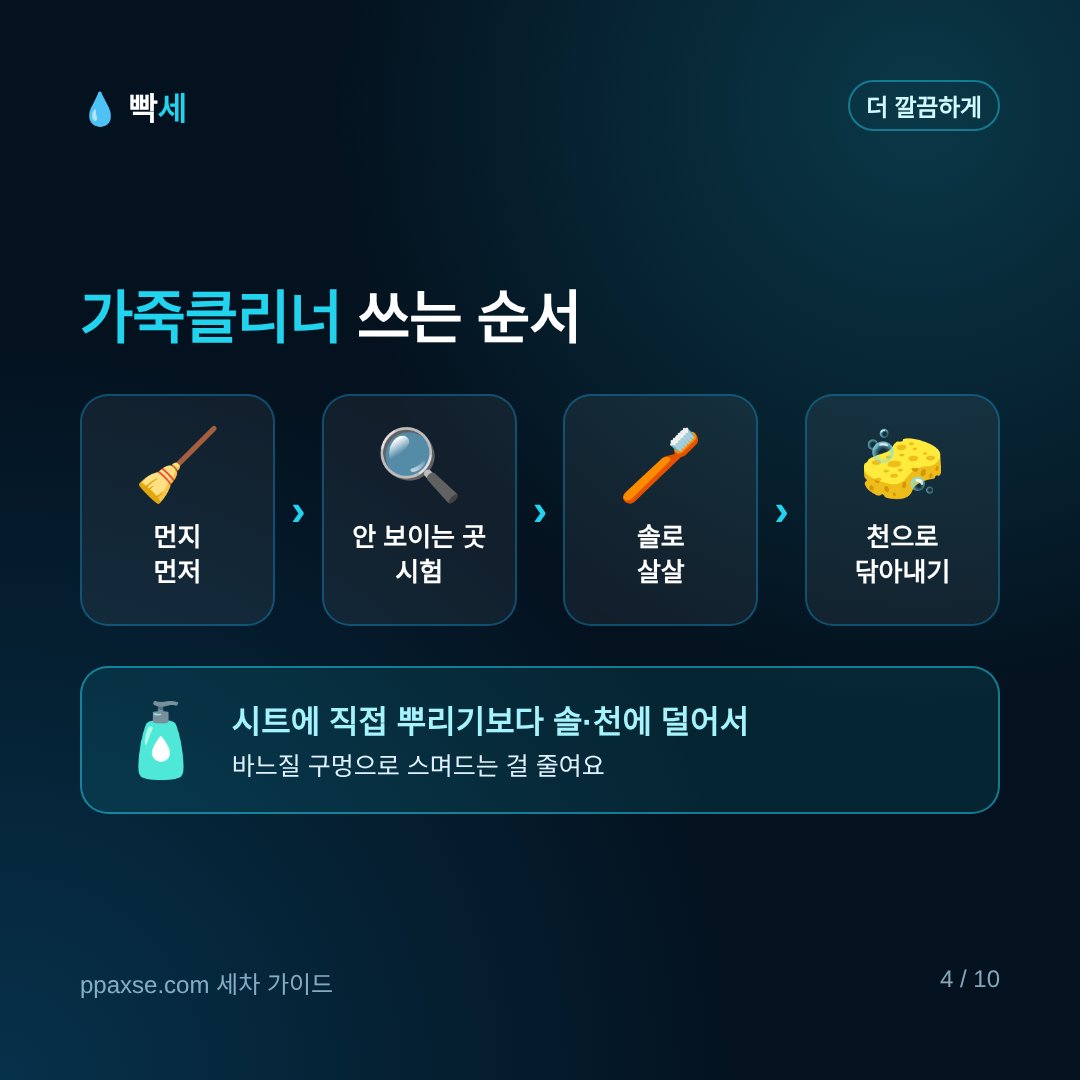 빡세
더 깔끔하게
가죽클리너 쓰는 순서
먼지
먼저
›
안 보이는 곳
시험
›
솔로
살살
›
천으로
닦아내기
시트에 직접 뿌리기보다 솔·천에 덜어서
바느질 구멍으로 스며드는 걸 줄여요
ppaxse.com 세차 가이드
4 / 10